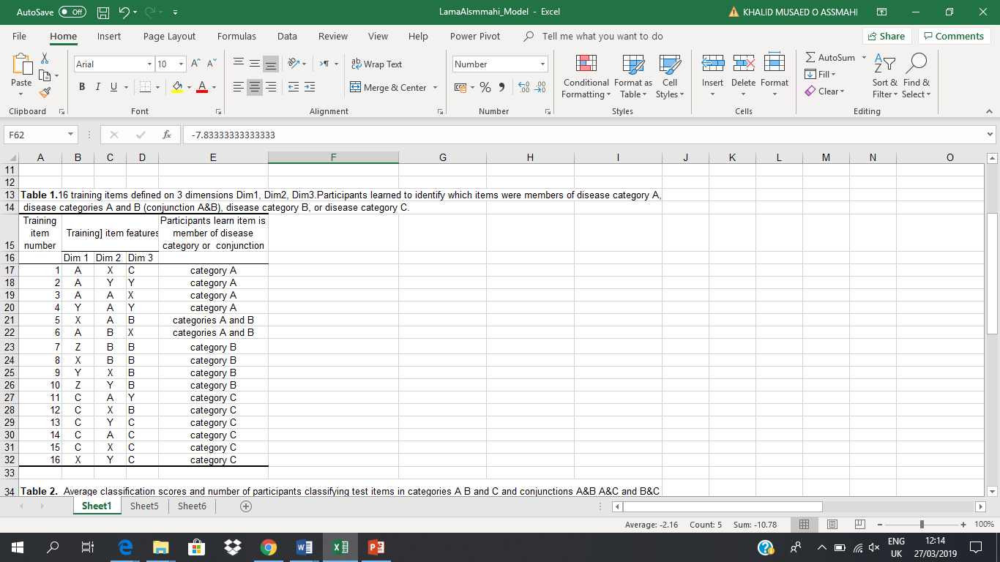 AutoSave Off LamaAlsmmahi_Model - Excel KHALID MUSAED O ASSMAHI
File Home Insert Page Layout Formulas Data Review View Help Power Pivot Tell me what you want to do Share Comments
Paste Arial 10 A A Wrap Text Number Conditional Formatting Format as Table Cell Styles Insert Delete Format AutoSum Fill Clear Sort & Filter Find & Select
B I U A Merge & Center % 9
Clipboard Font Alignment Number Styles Cells Editing
F62 fx -7.83333333333333
A B C D E F G H I J K L M N O
11
12
13 Table 1.16 training items defined on 3 dimensions Dim1, Dim2, Dim3.Participants learned to identify which items were members of disease category A,
14 disease categories A and B (conjunction A&B), disease category B, or disease category C.
15 Training item number Training] item features Participants learn item is member of disease category or conjunction
16 Dim 1 Dim 2 Dim 3
17 1 A X C category A
18 2 A Y Y category A
19 3 A A X category A
20 4 Y A Y category A
21 5 X A B categories A and B
22 6 A B X categories A and B
23 7 Z B B category B
24 8 X B B category B
25 9 Y X B category B
26 10 Z Y B category B
27 11 C A Y category C
28 12 C X B category C
29 13 C Y C category C
30 14 C A C category C
31 15 C X C category C
32 16 X Y C category C
33
34 Table 2. Average classification scores and number of participants classifying test items in categories A B and C and conjunctions A&B A&C and B&C
Sheet1 Sheet5 Sheet6
Average: -2.16 Count: 5 Sum: -10.78 100%
ENG 12:14
UK 27/03/2019